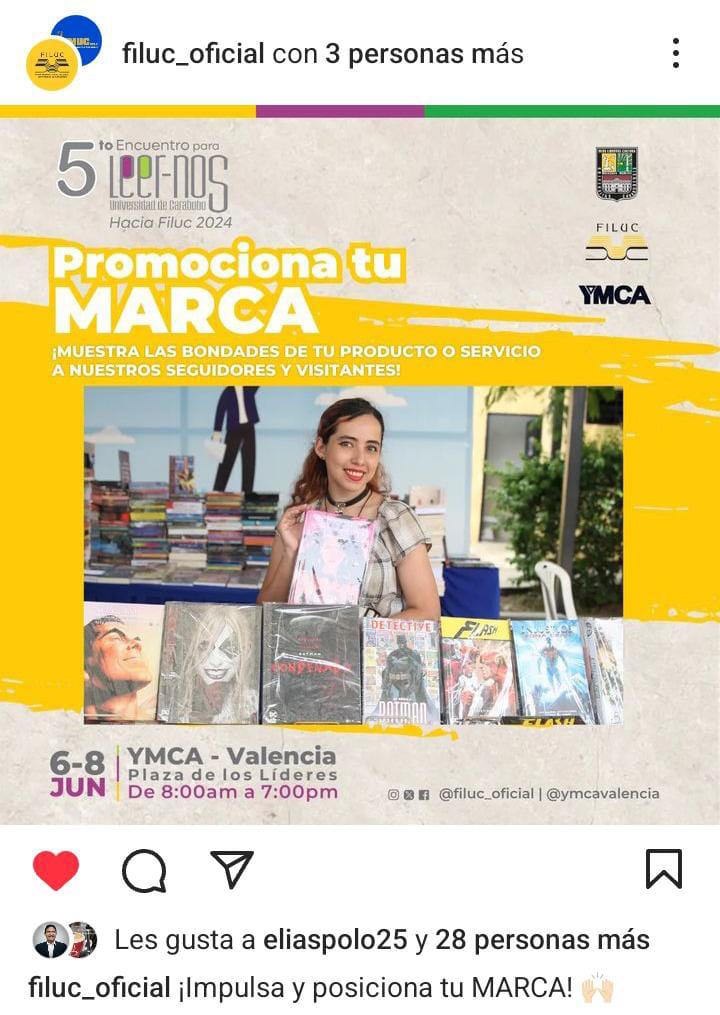 filuc_oficial con 3 personas más
5to Encuentro para
Leer-nos
Universidad de Carabobo
Hacia Filuc 2024
FILUC
YMCA
Promociona tu
MARCA
¡MUESTRA LAS BONDADES DE TU PRODUCTO O SERVICIO
A NUESTROS SEGUIDORES Y VISITANTES!
DETECTIVE
BATMAN
FLASH
FLASH
6-8
JUN
YMCA - Valencia
Plaza de los Líderes
De 8:00am a 7:00pm
@filuc_oficial | @ymcavalencia
Les gusta a eliaspolo25 y 28 personas más
filuc_oficial ¡Impulsa y posiciona tu MARCA! 🙌🏻